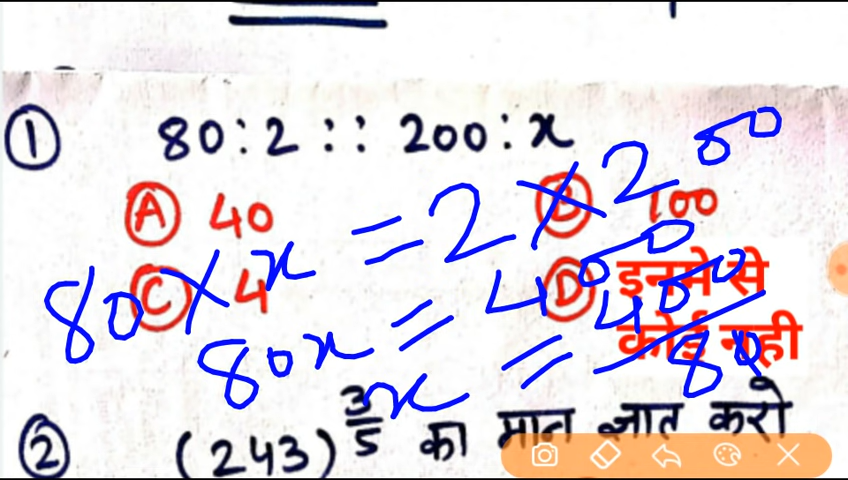 ① 80 : 2 : : 200 : x
Ⓐ 40 Ⓑ 100
Ⓒ 4 Ⓓ इनमे से
कोई नही
80 × x = 2 × 200
80x = 400
x = 400/80
② (243)^3/5 का मान ज्ञात करो